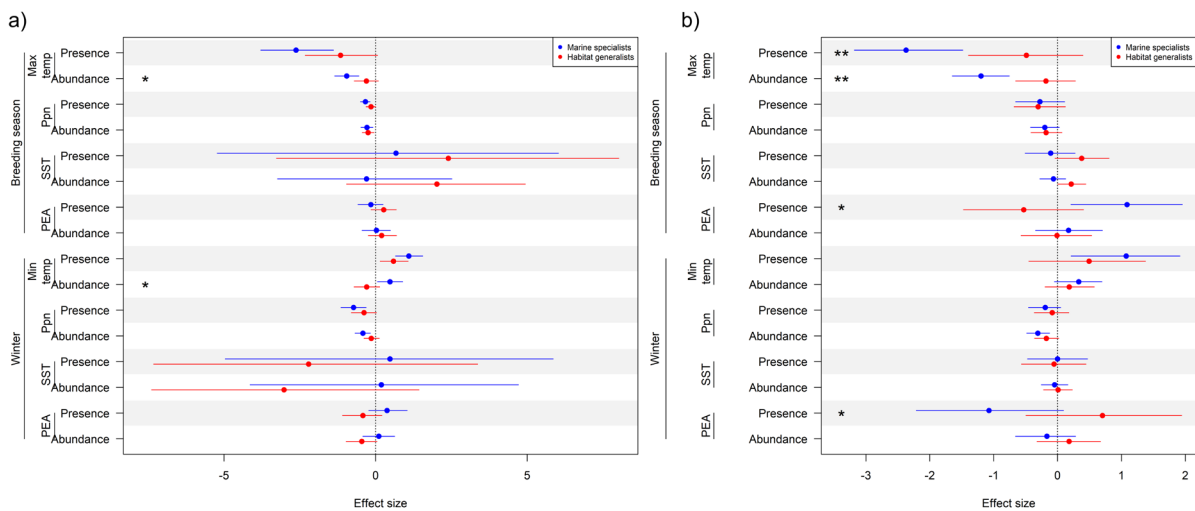 a)
Marine specialists
Habitat generalists
Breeding season
Max temp
Presence
Abundance
*
Ppn
Presence
Abundance
SST
Presence
Abundance
PEA
Presence
Abundance
Winter
Min temp
Presence
Abundance
*
Ppn
Presence
Abundance
SST
Presence
Abundance
PEA
Presence
Abundance
-5
0
5
Effect size
b)
Marine specialists
Habitat generalists
Breeding season
Max temp
Presence
**
Abundance
**
Ppn
Presence
Abundance
SST
Presence
Abundance
PEA
Presence
*
Abundance
Winter
Min temp
Presence
Abundance
Ppn
Presence
Abundance
SST
Presence
Abundance
PEA
Presence
*
Abundance
-3
-2
-1
0
1
2
Effect size